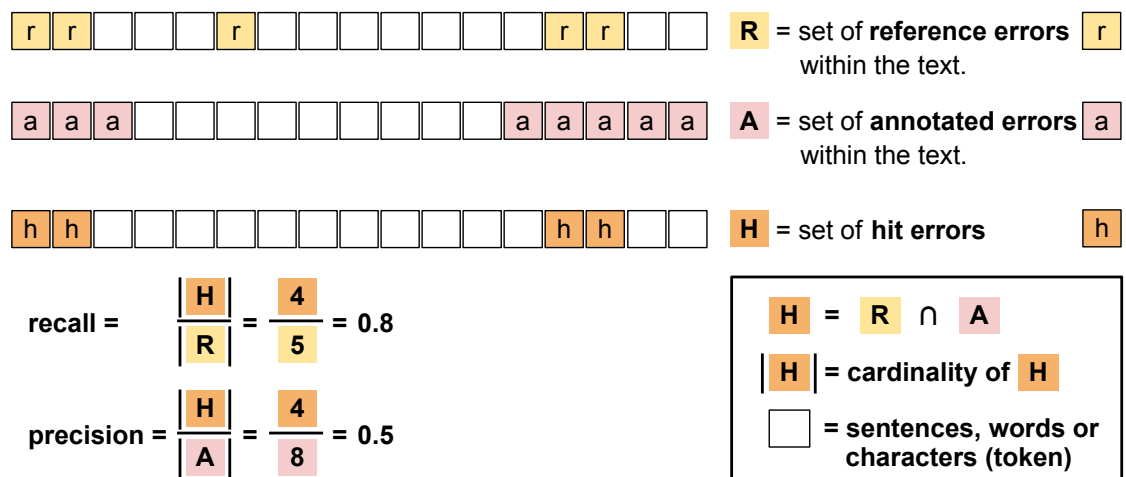 r r r r r R = set of reference errors r
within the text.
a a a a a a a a A = set of annotated errors a
within the text.
h h h h H = set of hit errors h
recall = |H| / |R| = 4 / 5 = 0.8
H = R ∩ A
|H| = cardinality of H
precision = |H| / |A| = 4 / 8 = 0.5
= sentences, words or
characters (token)